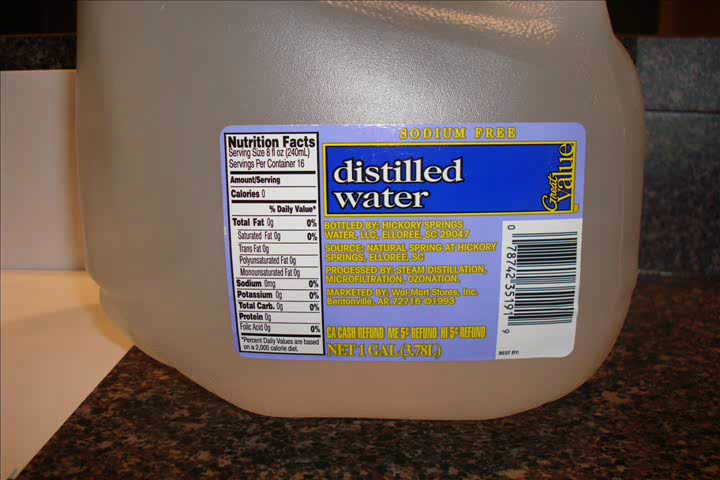 SODIUM FREE
Nutrition Facts
Serving Size 8 fl oz (240mL)
Servings Per Container 16
Amount/Serving
Calories 0
% Daily Value*
Total Fat 0g 0%
Saturated Fat 0g 0%
Trans Fat 0g
Polyunsaturated Fat 0g
Monounsaturated Fat 0g
Sodium 0mg 0%
Potassium 0g 0%
Total Carb. 0g 0%
Protein 0g
Folic Acid 0g 0%
*Percent Daily Values are based
on a 2,000 calorie diet.
distilled
water
Great
Value
BOTTLED BY: HICKORY SPRINGS
WATER, LLC, ELLOREE, SC 29047
SOURCE: NATURAL SPRING AT HICKORY
SPRINGS, ELLOREE, SC
PROCESSED BY: STEAM DISTILLATION,
MICROFILTRATION, OZONATION.
MARKETED BY: Wal-Mart Stores, Inc.
Bentonville, AR 72716 ©1993
CA CASH REFUND ME 5¢ REFUND HI 5¢ REFUND
NET 1 GAL (3.78L)
0 78742 35191 9
BEST BY: